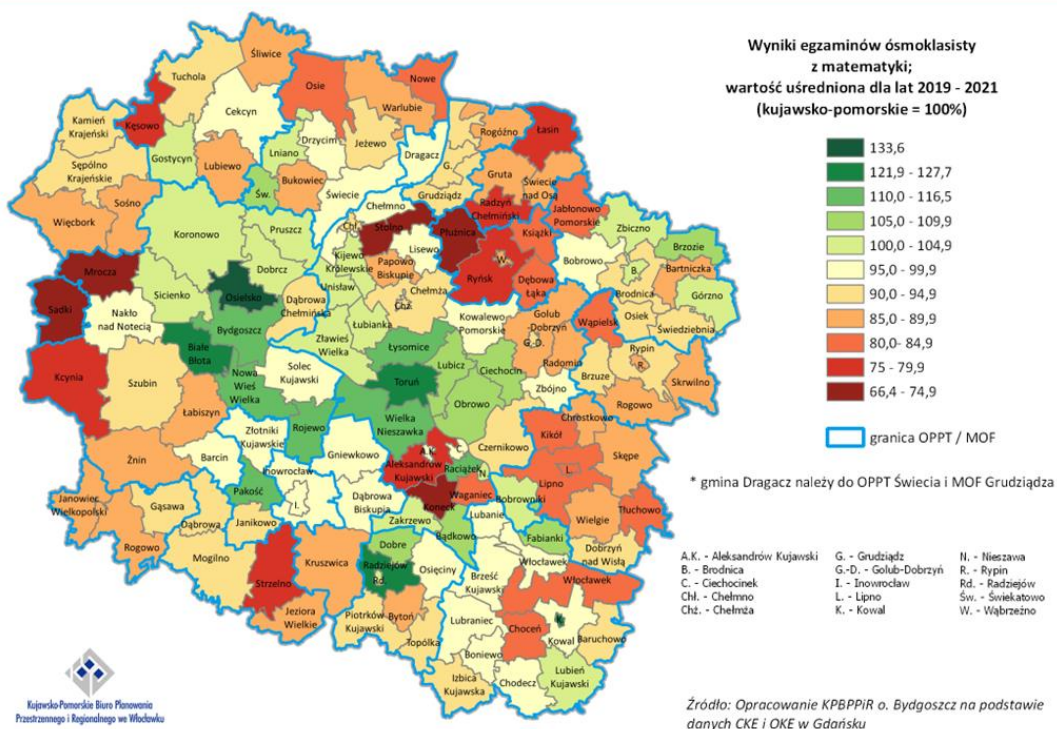 Wyniki egzaminów ósmoklasisty
z matematyki;
wartość uśredniona dla lat 2019 - 2021
(kujawsko-pomorskie = 100%)
133,6
121,9 - 127,7
110,0 - 116,5
105,0 - 109,9
100,0 - 104,9
95,0 - 99,9
90,0 - 94,9
85,0 - 89,9
80,0- 84,9
75 - 79,9
66,4 - 74,9
granica OPPT / MOF
* gmina Dragacz należy do OPPT Świecia i MOF Grudziądza
A.K. - Aleksandrów Kujawski
B. - Brodnica
C. - Ciechocinek
Chł. - Chełmno
Chż. - Chełmża
G. - Grudziądz
G.-D. - Golub-Dobrzyń
I. - Inowrocław
L. - Lipno
K. - Kowal
N. - Nieszawa
R. - Rypin
Rd. - Radziejów
Św. - Świekatowo
W. - Wąbrzeźno
Źródło: Opracowanie KPBPPiR o. Bydgoszcz na podstawie
danych CKE i OKE w Gdańsku
Kujawsko-Pomorskie Biuro Planowania
Przestrzennego i Regionalnego we Włocławku
Śliwice
Tuchola
Osie
Nowe
Cekcyn
Warlubie
Kamień
Krajeński
Kęsowo
Drzycim
Jeżewo
Dragacz
Rogóźno
Łasin
Gostycyn
Lniano
G.
Sępólno
Krajeńskie
Lubiewo
Św.
Bukowiec
Gruta
Świecie
nad Osą
Sośno
Świecie
Grudziądz
Radzyń
Chełmiński
Jabłonowo
Pomorskie
Więcbork
Chełmno
Koronowo
Pruszcz
Chł.
Stolno
Płużnica
Książki
Zbiczno
Brzozie
Kijewo
Królewskie
Lisewo
Papowo
Biskupie
W.
Bobrowo
Bartniczka
B.
Mrocza
Dobrcz
Unisław
Ryńsk
Dębowa
Łąka
Sicienko
Osielsko
Chełmża
Chż.
Brodnica
Górzno
Sadki
Nakło
nad Notecią
Dąbrowa
Chełmińska
Kowalewo
Pomorskie
Golub-
Dobrzyń
G.-D.
Wąpielsk
Osiek
Świedziebnia
Łubianka
Bydgoszcz
Zławieś
Wielka
Łysomice
Białe
Błota
Lubicz
Ciechocin
Radomin
Rypin
R.
Brzuze
Skrwilno
Kcynia
Szubin
Nowa
Wieś
Wielka
Solec
Kujawski
Toruń
Zbójno
Rogowo
Obrowo
Łabiszyn
Rojewo
Wielka
Nieszawka
Czernikowo
Chrostkowo
Kikół
Złotniki
Kujawskie
Gniewkowo
A.K.
C.
Aleksandrów
Kujawski
Raciążek
N.
Skępe
Żnin
Barcin
Inowrocław
L.
Lipno
Pakość
I.
Dąbrowa
Biskupia
Koneck
Waganiec
Bobrowniki
Tłuchowo
Janowiec
Wielkopolski
Gąsawa
Dąbrowa
Janikowo
Zakrzewo
Lubanie
Wielgie
Bądkowo
Fabianki
Rogowo
Mogilno
Strzelno
Kruszwica
Dobre
Dobrzyń
nad Wisłą
Radziejów
Rd.
Osięciny
Włocławek
Brześć
Kujawski
Włocławek
Jeziora
Wielkie
Piotrków
Kujawski
Bytoń
Topólka
Lubraniec
Choceń
Kowal
Baruchowo
Boniewo
Izbica
Kujawska
Chodecz
Lubień
Kujawski